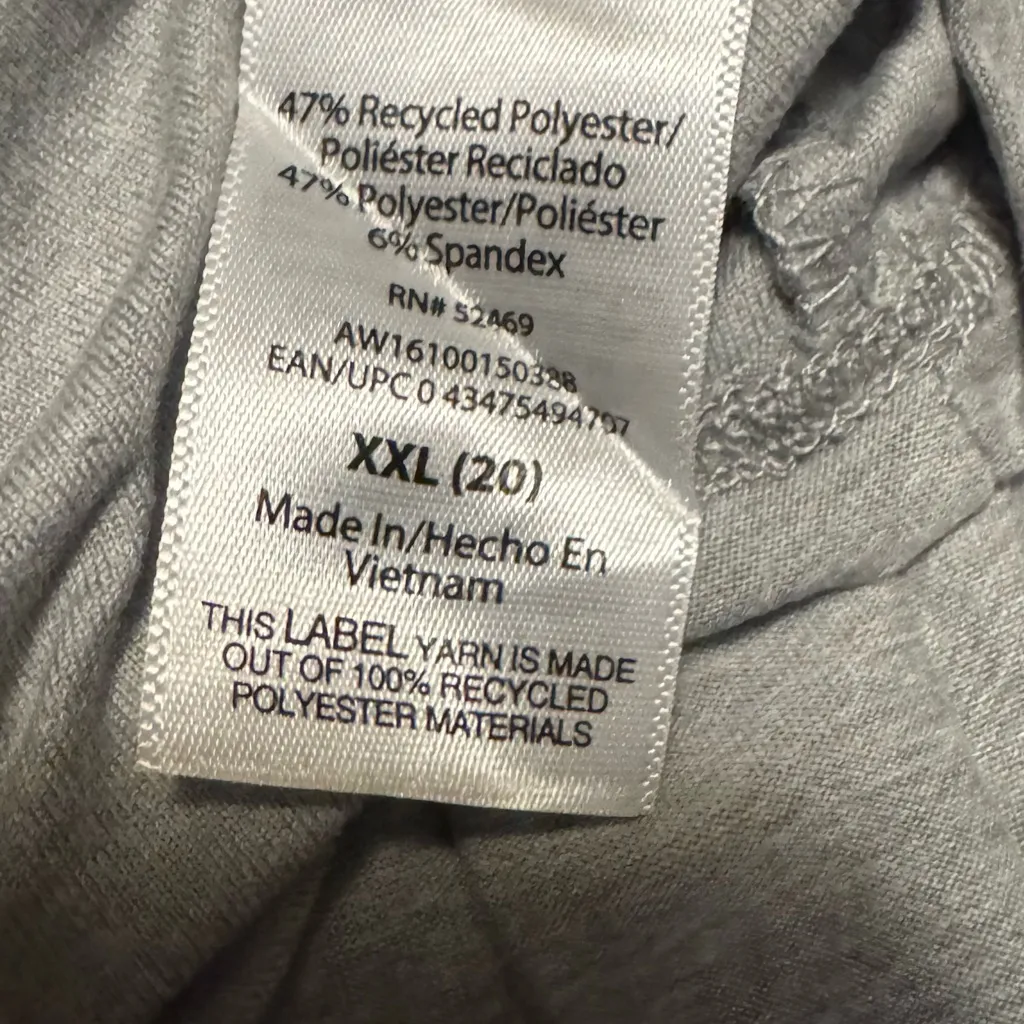 47% Recycled Polyester/
Poliéster Reciclado
47% Polyester/Poliéster
6% Spandex
RN# 52469
AW16100150388
EAN/UPC 0 43475494797
XXL (20)
Made In/Hecho En
Vietnam
THIS LABEL YARN IS MADE
OUT OF 100% RECYCLED
POLYESTER MATERIALS